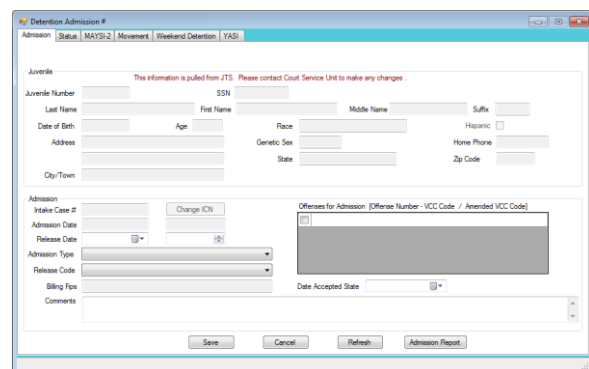 Detention Admission #
Admission Status MAYSI-2 Movement Weekend Detention YASI
Juvenile
This information is pulled from JTS. Please contact Court Service Unit to make any changes .
Juvenile Number SSN
Last Name First Name Middle Name Suffix
Date of Birth Age Race Hispanic
Address Genetic Sex Home Phone
State Zip Code
City/Town
Admission
Intake Case # Change ICN Offenses for Admission [Offense Number - VCC Code / Amended VCC Code]
Admission Date
Release Date
Admission Type
Release Code
Billing Fips Date Accepted State
Comments
Save Cancel Refresh Admission Report